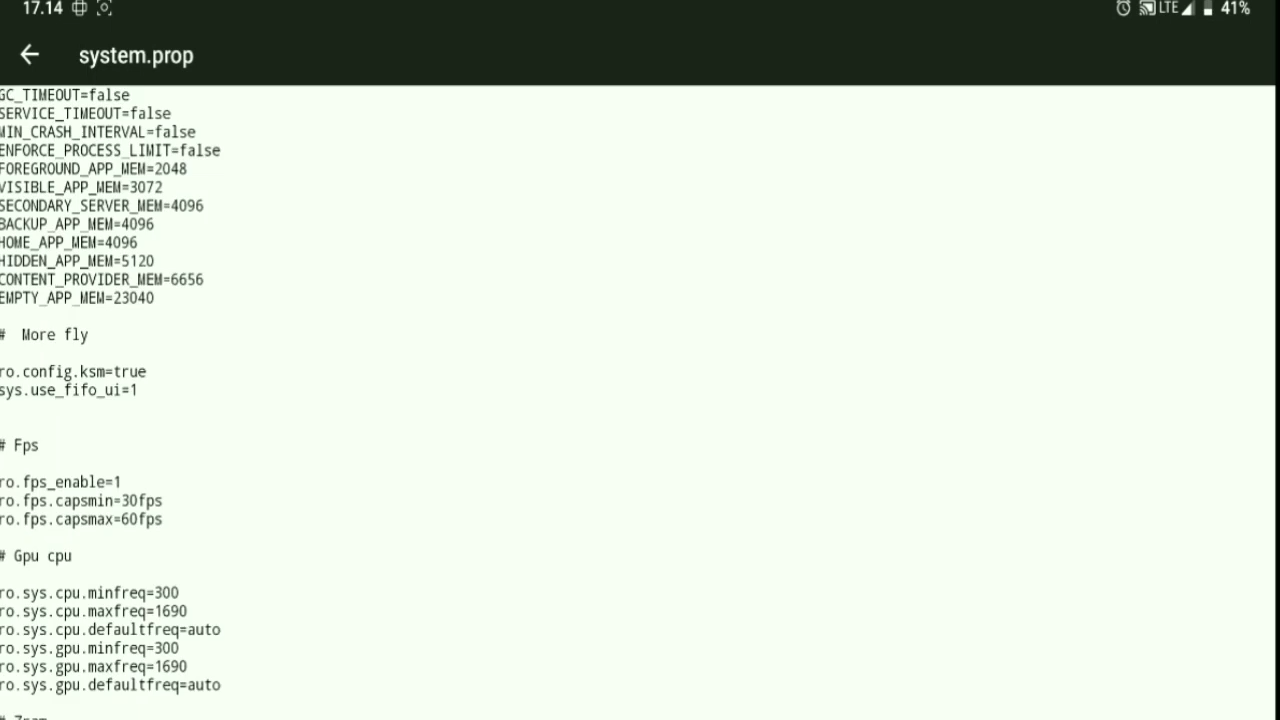 17.14 LTE 41%
system.prop
GC_TIMEOUT=false
SERVICE_TIMEOUT=false
MIN_CRASH_INTERVAL=false
ENFORCE_PROCESS_LIMIT=false
FOREGROUND_APP_MEM=2048
VISIBLE_APP_MEM=3072
SECONDARY_SERVER_MEM=4096
BACKUP_APP_MEM=4096
HOME_APP_MEM=4096
HIDDEN_APP_MEM=5120
CONTENT_PROVIDER_MEM=6656
EMPTY_APP_MEM=23040
#  More fly
ro.config.ksm=true
sys.use_fifo_ui=1
# Fps
ro.fps_enable=1
ro.fps.capsmin=30fps
ro.fps.capsmax=60fps
# Gpu cpu
ro.sys.cpu.minfreq=300
ro.sys.cpu.maxfreq=1690
ro.sys.cpu.defaultfreq=auto
ro.sys.gpu.minfreq=300
ro.sys.gpu.maxfreq=1690
ro.sys.gpu.defaultfreq=auto